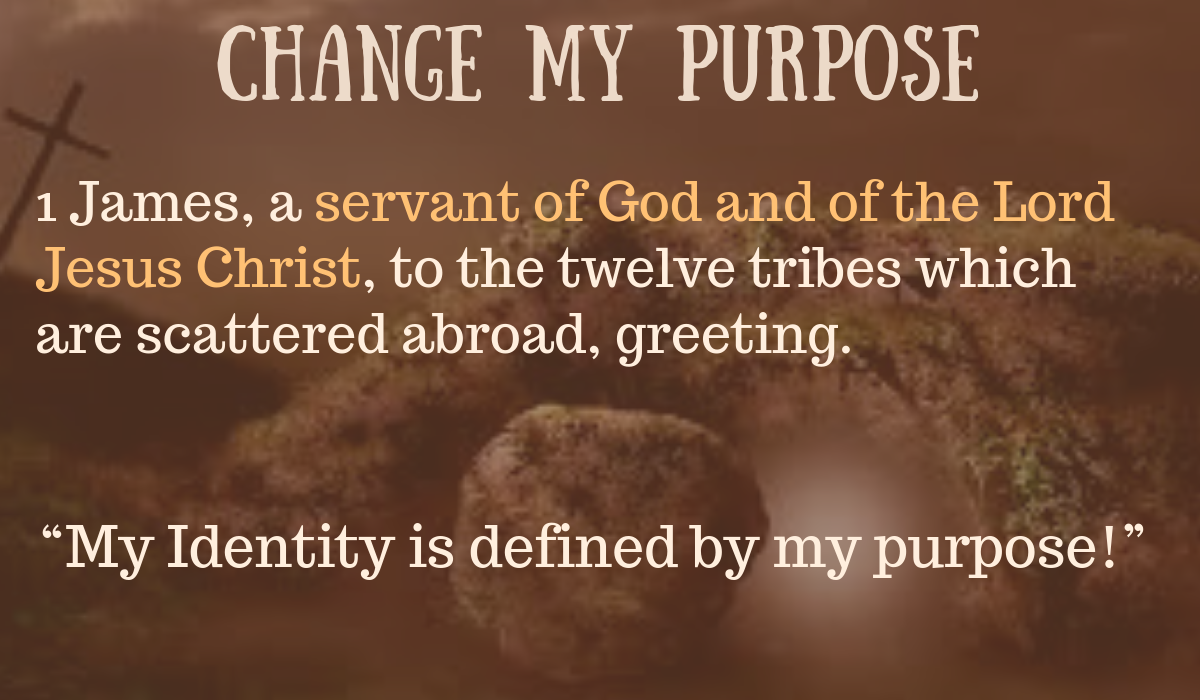 CHANGE MY PURPOSE
1 James, a servant of God and of the Lord
Jesus Christ, to the twelve tribes which
are scattered abroad, greeting.
“My Identity is defined by my purpose!”